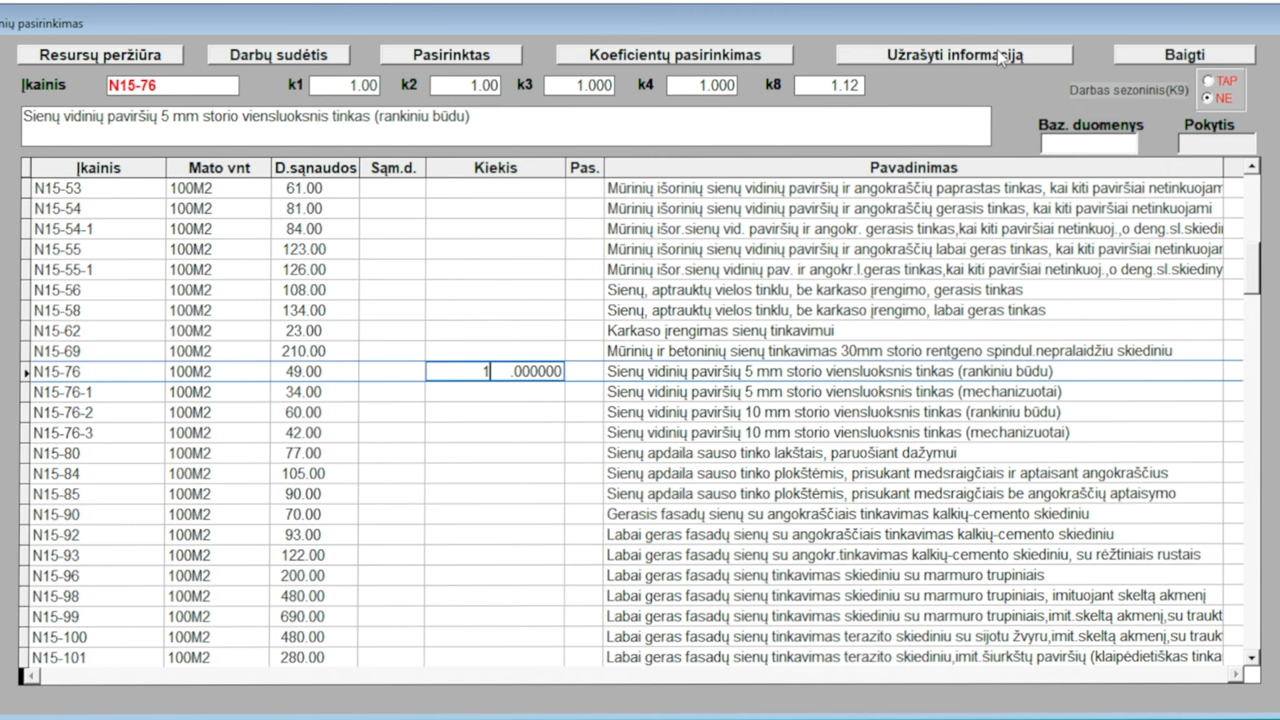 nių pasirinkimas
Resursų peržiūra Darbų sudėtis Pasirinktas Koeficientų pasirinkimas Užrašyti informaciją Baigti
Įkainis N15-76 k1 1.00 k2 1.00 k3 1.000 k4 1.000 k8 1.12 Darbas sezoninis(K9) TAP
NE
Sienų vidinių paviršių 5 mm storio viensluoksnis tinkas (rankiniu būdu)
Baz. duomenys Pokytis
Įkainis Mato vnt D.sąnaudos Sąm.d. Kiekis Pas. Pavadinimas
N15-53 100M2 61.00 Mūrinių išorinių sienų vidinių paviršių ir angokraščių paprastas tinkas, kai kiti paviršiai netinkuojam
N15-54 100M2 81.00 Mūrinių išorinių sienų vidinių paviršių ir angokraščių gerasis tinkas, kai kiti paviršiai netinkuojami
N15-54-1 100M2 84.00 Mūrinių išor.sienų vid. paviršių ir angokr. gerasis tinkas,kai kiti paviršiai netinkuoj.,o deng.sl.skiedin
N15-55 100M2 123.00 Mūrinių išorinių sienų vidinių paviršių ir angokraščių labai geras tinkas, kai kiti paviršiai netinkuojar
N15-55-1 100M2 126.00 Mūrinių išor.sienų vidinių pav. ir angokr.l.geras tinkas,kai kiti paviršiai netinkuoj.,o deng.sl.skiediny
N15-56 100M2 108.00 Sienų, aptrauktų vielos tinklu, be karkaso įrengimo, gerasis tinkas
N15-58 100M2 134.00 Sienų, aptrauktų vielos tinklu, be karkaso įrengimo, labai geras tinkas
N15-62 100M2 23.00 Karkaso įrengimas sienų tinkavimui
N15-69 100M2 210.00 Mūrinių ir betoninių sienų tinkavimas 30mm storio rentgeno spindul.nepralaidžiu skiediniu
N15-76 100M2 49.00 1 .000000 Sienų vidinių paviršių 5 mm storio viensluoksnis tinkas (rankiniu būdu)
N15-76-1 100M2 34.00 Sienų vidinių paviršių 5 mm storio viensluoksnis tinkas (mechanizuotai)
N15-76-2 100M2 60.00 Sienų vidinių paviršių 10 mm storio viensluoksnis tinkas (rankiniu būdu)
N15-76-3 100M2 42.00 Sienų vidinių paviršių 10 mm storio viensluoksnis tinkas (mechanizuotai)
N15-80 100M2 77.00 Sienų apdaila sauso tinko lakštais, paruošiant dažymui
N15-84 100M2 105.00 Sienų apdaila sauso tinko plokštėmis, prisukant medsraigčiais ir aptaisant angokraščius
N15-85 100M2 90.00 Sienų apdaila sauso tinko plokštėmis, prisukant medsraigčiais be angokraščių aptaisymo
N15-90 100M2 70.00 Gerasis fasadų sienų su angokraščiais tinkavimas kalkių-cemento skiediniu
N15-92 100M2 93.00 Labai geras fasadų sienų su angokraščiais tinkavimas kalkių-cemento skiediniu
N15-93 100M2 122.00 Labai geras fasadų sienų su angokr.tinkavimas kalkių-cemento skiediniu, su rėžtiniais rustais
N15-96 100M2 200.00 Labai geras fasadų sienų tinkavimas skiediniu su marmuro trupiniais
N15-98 100M2 480.00 Labai geras fasadų sienų tinkavimas skiediniu su marmuro trupiniais, imituojant skeltą akmenį
N15-99 100M2 690.00 Labai geras fasadų sienų tinkavimas skiediniu su marmuro trupiniais,imit.skeltą akmenį,su traukt
N15-100 100M2 480.00 Labai geras fasadų sienų tinkavimas terazito skiediniu su sijotu žvyru,imit.skeltą akmenį,su trauk
N15-101 100M2 280.00 Labai geras fasadų sienų tinkavimas terazito skiediniu,imit.šiurkštų paviršių (klaipėdietiškas tinka